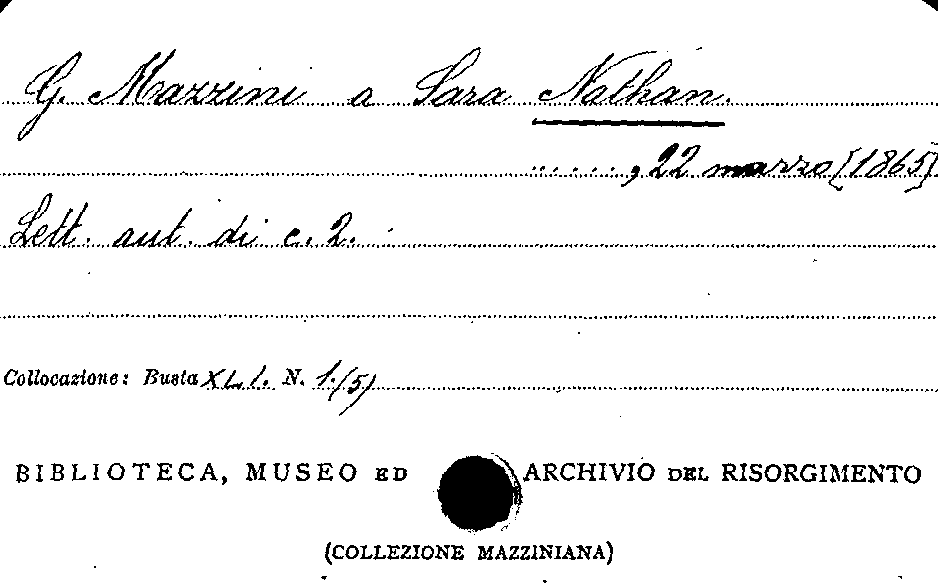 G. Mazzini a Sara Nathan.
......, 22 marzo [1865]
Lett. aut. di c. 2.
Collocazione: Busta XLI. N. 1.(5)
BIBLIOTECA, MUSEO ED ARCHIVIO DEL RISORGIMENTO
(COLLEZIONE MAZZINIANA)